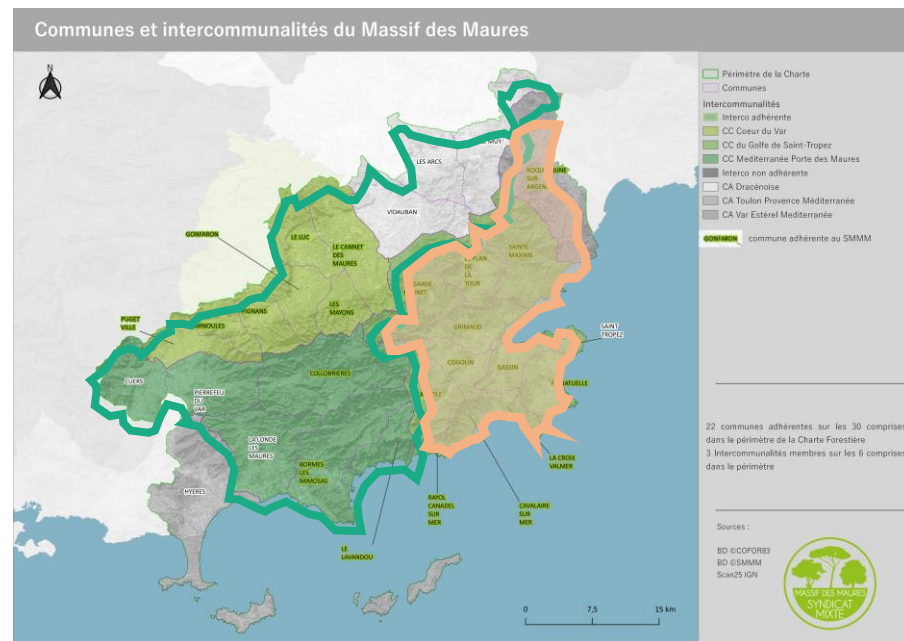 Communes et intercommunalités du Massif des Maures
N
Périmètre de la Charte
Communes
Intercommunalités
Interco adhérente
CC Coeur du Var
CC du Golfe de Saint-Tropez
CC Mediterranée Porte des Maures
Interco non adhérente
CA Dracénoise
CA Toulon Provence Méditerranée
CA Var Estérel Mediterranée
GONFARON commune adhérente au SMMM
MUY
LES ARCS
SUR
VIDAUBAN
GONFARON
LE LUC
LE CANNET
DES
MAURES
SAINTE
MAXIME
PLAN
DE
LA
TOUR
GARDE
LES
MAYONS
PUGET
VILLE
GRIMAUD
SAINT
TROPEZ
COGOLIN
GASSIN
COLLOBRIERES
CUERS
PIERREFEU
DU
VAR
LA LONDE
LES
MAURES
BORMES
LES
MIMOSAS
HYERES
LA CROIX
VALMER
RAYOL
CANADEL
SUR
MER
CAVALAIRE
SUR
MER
LE
LAVANDOU
0 7,5 15 km
22 communes adhérentes sur les 30 comprises
dans le périmètre de la Charte Forestière
3 Intercommunalités membres sur les 6 comprises
dans le périmètre
Sources :
BD ©COFOR83
BD ©SMMM
Scan25 IGN
MASSIF DES MAURES
SYNDICAT
MIXTE